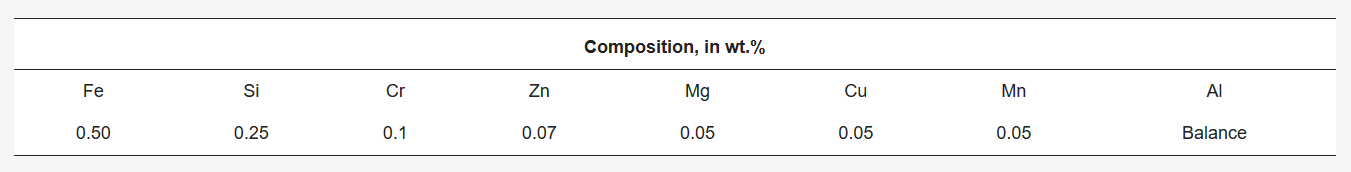 Composition, in wt.%
Fe Si Cr Zn Mg Cu Mn Al
0.50 0.25 0.1 0.07 0.05 0.05 0.05 Balance